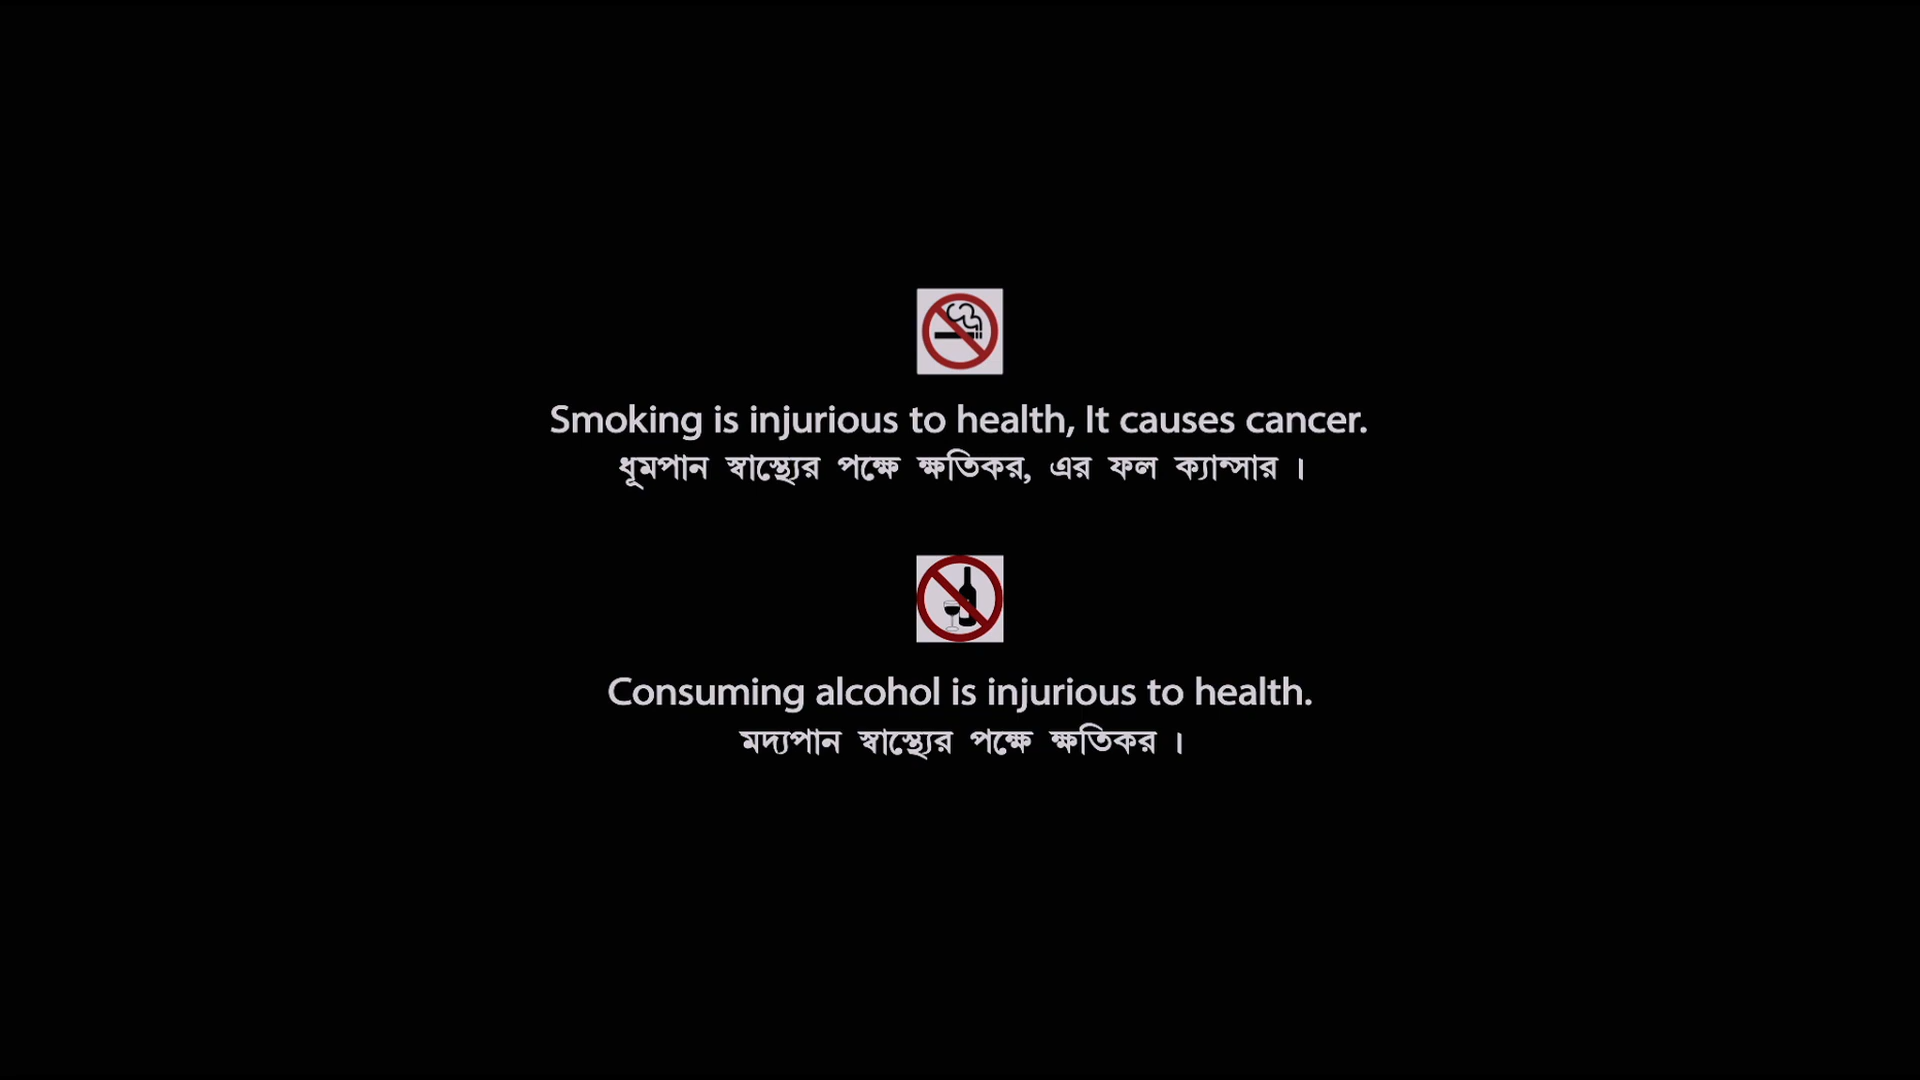 Smoking is injurious to health, It causes cancer.
ধূমপান স্বাস্থ্যের পক্ষে ক্ষতিকর, এর ফল ক্যান্সার ।
Consuming alcohol is injurious to health.
মদ্যপান স্বাস্থ্যের পক্ষে ক্ষতিকর ।